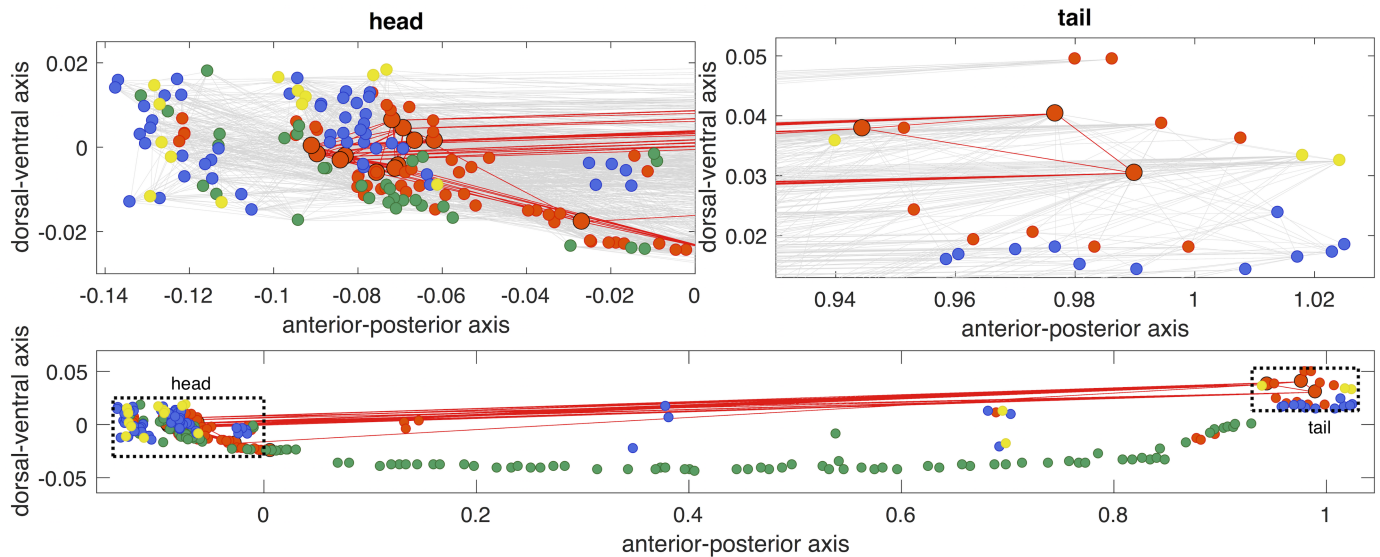 head
dorsal-ventral axis
0.02
0
-0.02
-0.14 -0.12 -0.1 -0.08 -0.06 -0.04 -0.02 0
anterior-posterior axis
tail
dorsal-ventral axis
0.05
0.04
0.03
0.02
0.94 0.96 0.98 1 1.02
anterior-posterior axis
dorsal-ventral axis
0.05
0
-0.05
head
tail
0 0.2 0.4 0.6 0.8 1
anterior-posterior axis